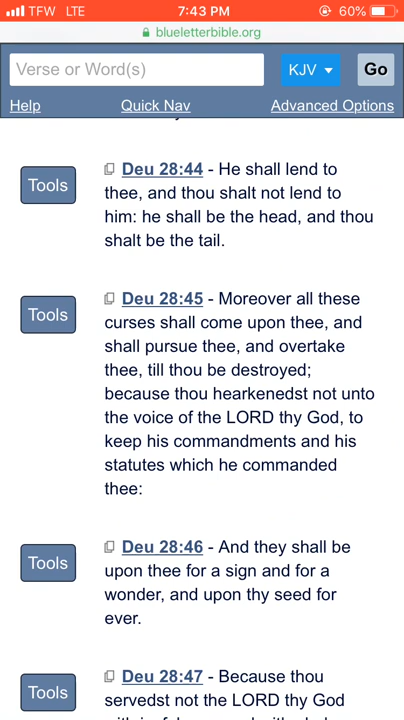 TFW LTE 7:43 PM 60%
blueletterbible.org
Verse or Word(s) KJV Go
Help Quick Nav Advanced Options
Tools
Deu 28:44 - He shall lend to
thee, and thou shalt not lend to
him: he shall be the head, and thou
shalt be the tail.
Tools
Deu 28:45 - Moreover all these
curses shall come upon thee, and
shall pursue thee, and overtake
thee, till thou be destroyed;
because thou hearkenedst not unto
the voice of the LORD thy God, to
keep his commandments and his
statutes which he commanded
thee:
Tools
Deu 28:46 - And they shall be
upon thee for a sign and for a
wonder, and upon thy seed for
ever.
Tools
Deu 28:47 - Because thou
servedst not the LORD thy God